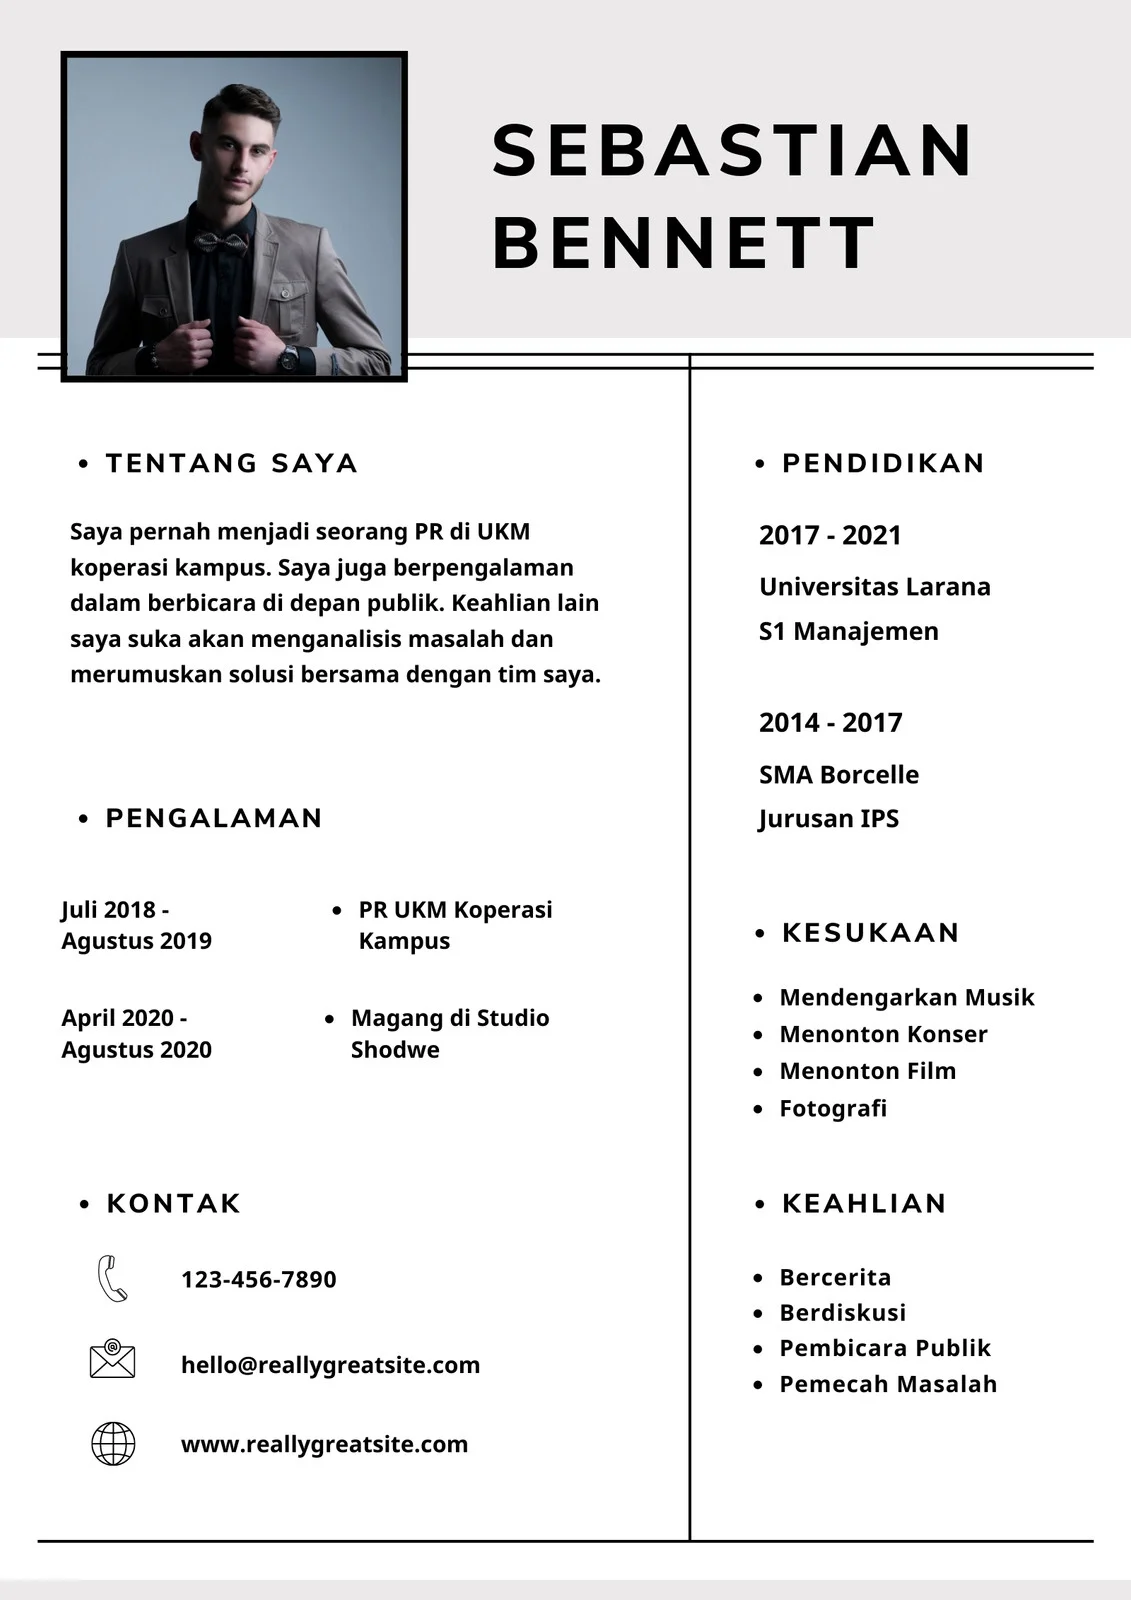 SEBASTIAN
BENNETT
• TENTANG SAYA
Saya pernah menjadi seorang PR di UKM
koperasi kampus. Saya juga berpengalaman
dalam berbicara di depan publik. Keahlian lain
saya suka akan menganalisis masalah dan
merumuskan solusi bersama dengan tim saya.
• PENGALAMAN
Juli 2018 -
Agustus 2019
• PR UKM Koperasi
Kampus
April 2020 -
Agustus 2020
• Magang di Studio
Shodwe
• KONTAK
123-456-7890
@
hello@reallygreatsite.com
www.reallygreatsite.com
• PENDIDIKAN
2017 - 2021
Universitas Larana
S1 Manajemen
2014 - 2017
SMA Borcelle
Jurusan IPS
• KESUKAAN
• Mendengarkan Musik
• Menonton Konser
• Menonton Film
• Fotografi
• KEAHLIAN
• Bercerita
• Berdiskusi
• Pembicara Publik
• Pemecah Masalah